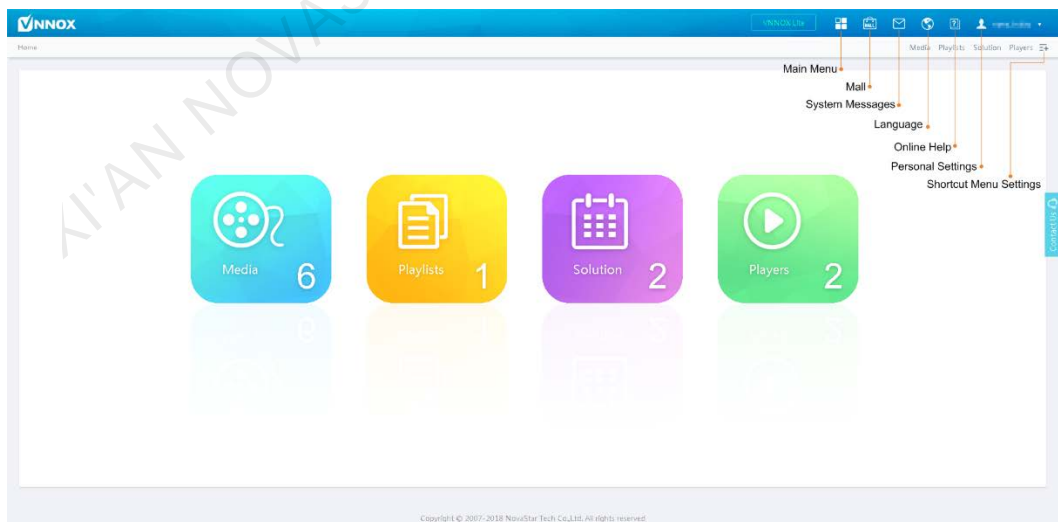 VNNOX
VNNOX Lite
MALL
Home
Media Playlists Solution Players
Main Menu
Mall
System Messages
Language
Online Help
Personal Settings
Shortcut Menu Settings
XI'AN NOVAS
Media 6
Playlists 1
Solution 2
Players 2
Contact Us
Copyright © 2007-2018 NovaStar Tech Co.,Ltd. All rights reserved